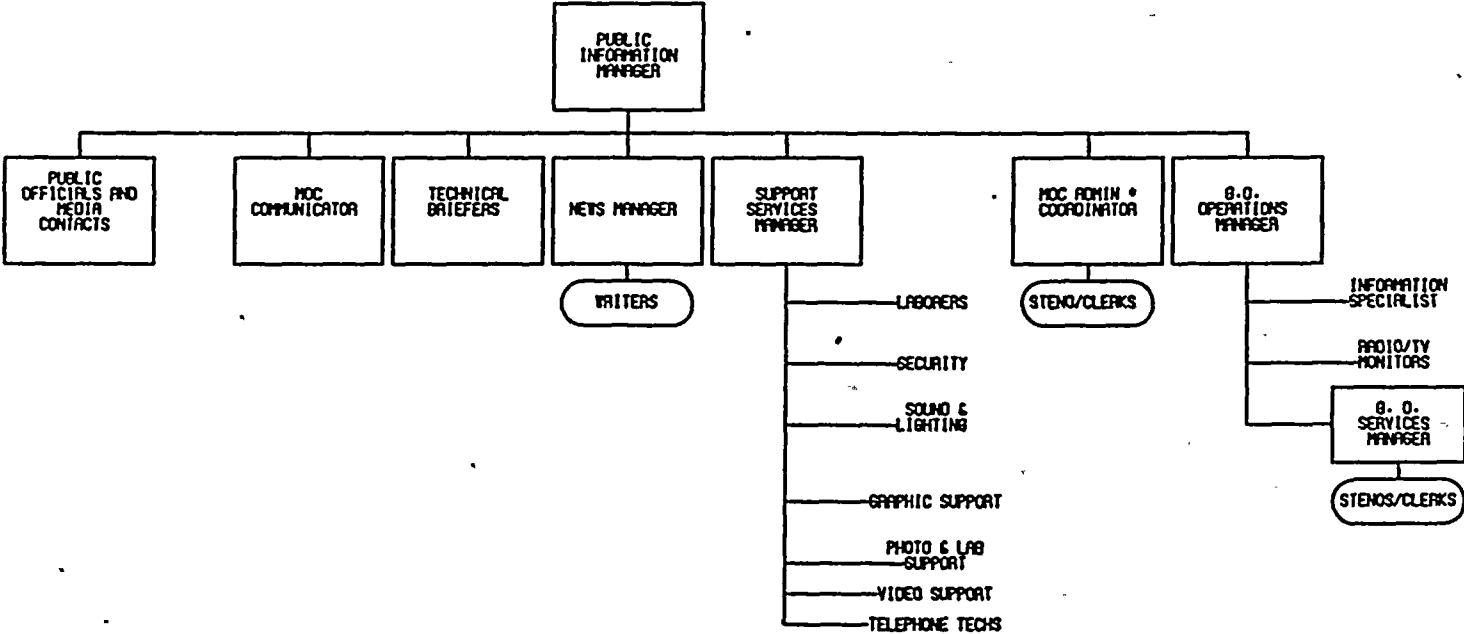 PUBLIC
INFORMATION
MANAGER
PUBLIC
OFFICIALS AND
MEDIA
CONTACTS
MOC
COMMUNICATOR
TECHNICAL
BRIEFERS
NEWS MANAGER
SUPPORT
SERVICES
MANAGER
MOC ADMIN *
COORDINATOR
G.O.
OPERATIONS
MANAGER
WRITERS
LABORERS
SECURITY
SOUND &
LIGHTING
GRAPHIC SUPPORT
PHOTO & LAB
SUPPORT
VIDEO SUPPORT
TELEPHONE TECHS
STENO/CLERKS
INFORMATION
SPECIALIST
RADIO/TV
MONITORS
G. O.
SERVICES
MANAGER
STENOS/CLERKS